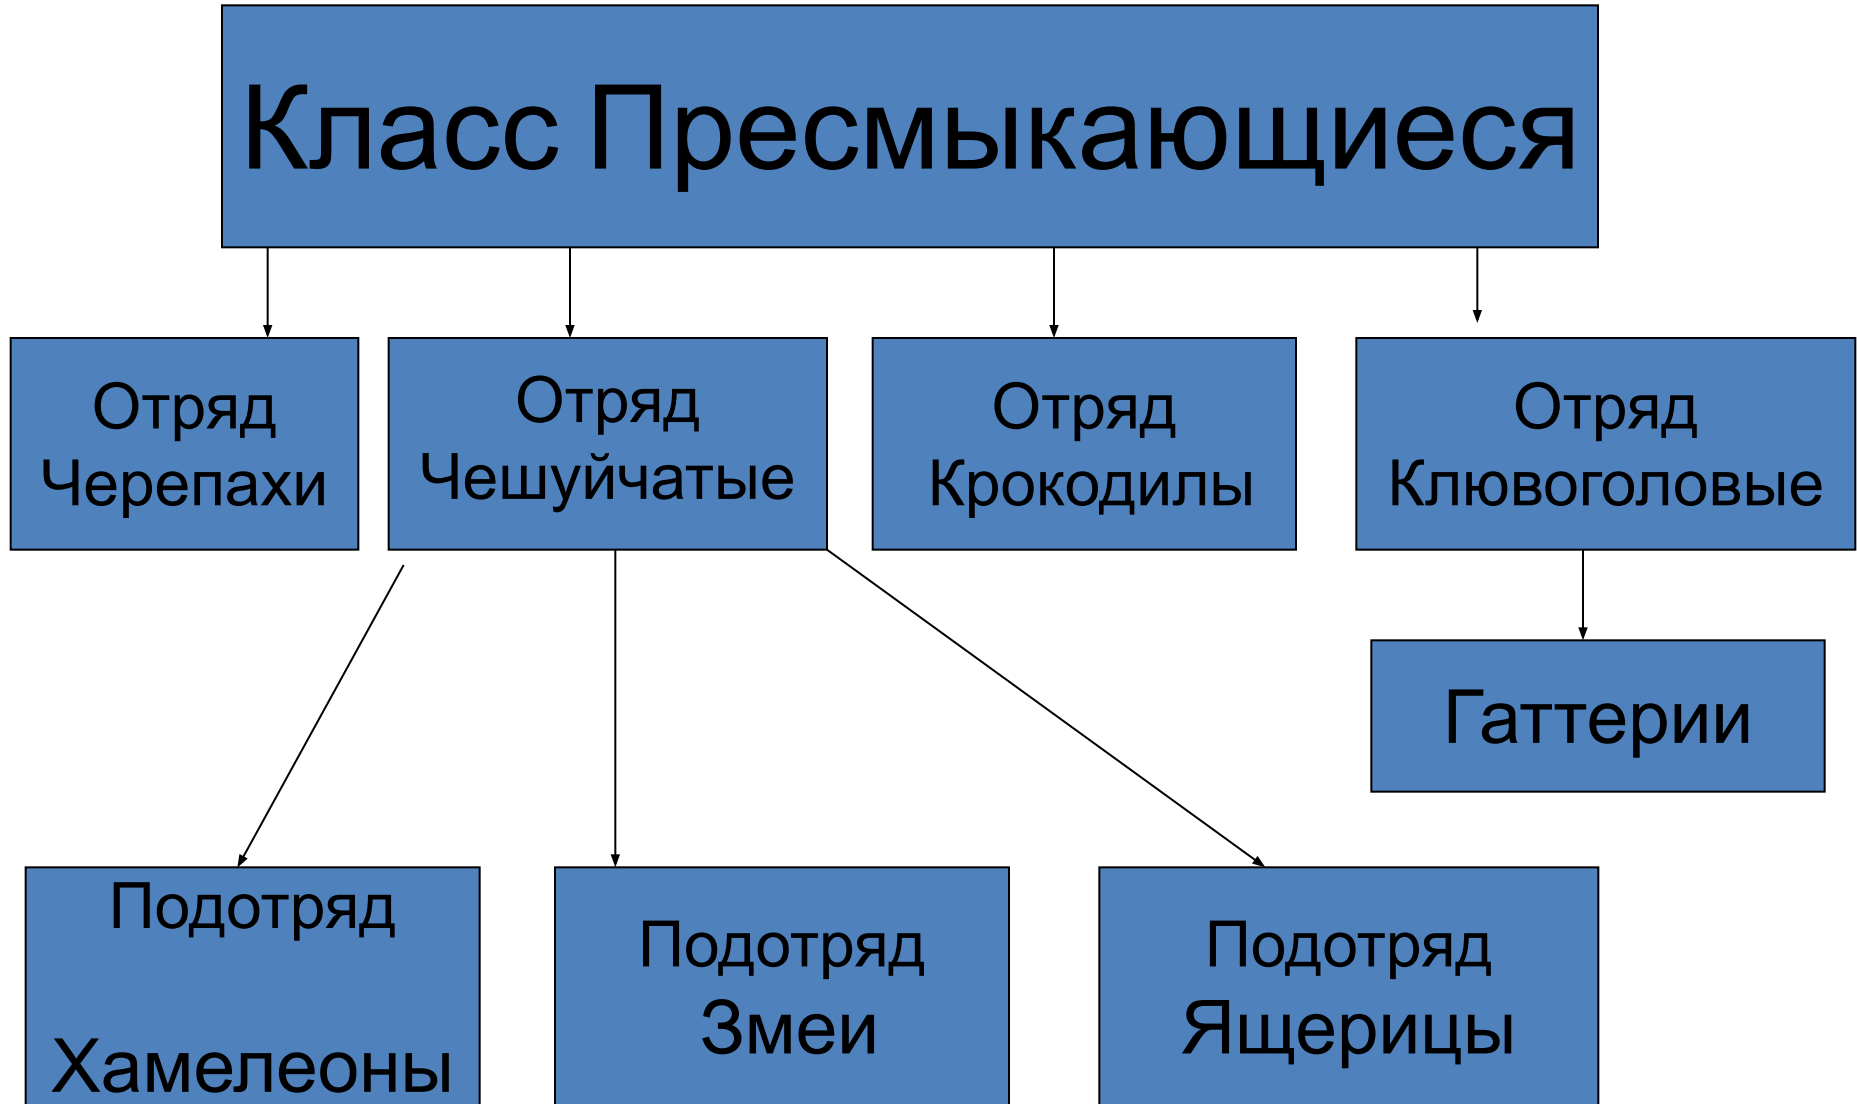 Класс Пресмыкающиеся
Отряд
Черепахи
Отряд
Чешуйчатые
Отряд
Крокодилы
Отряд
Клювоголовые
Гаттерии
Подотряд
Хамелеоны
Подотряд
Змеи
Подотряд
Ящерицы